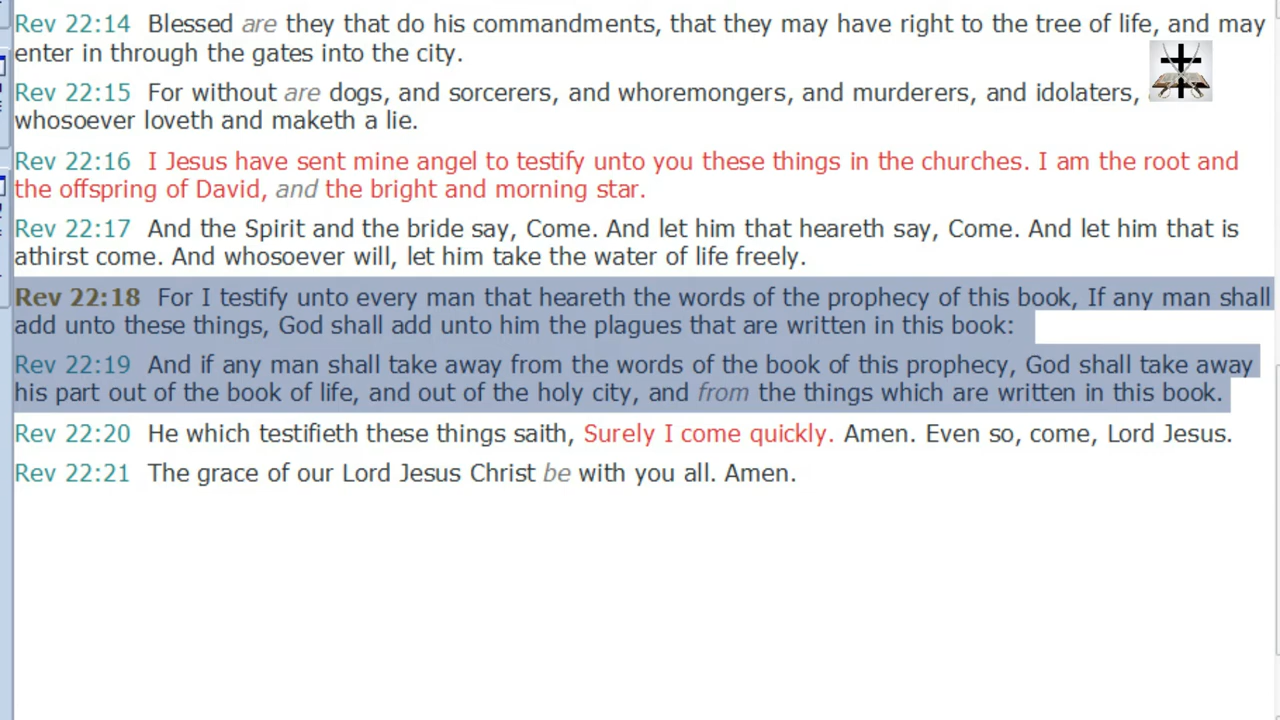 Rev 22:14 Blessed are they that do his commandments, that they may have right to the tree of life, and may
enter in through the gates into the city.
Rev 22:15 For without are dogs, and sorcerers, and whoremongers, and murderers, and idolaters,
whosoever loveth and maketh a lie.
Rev 22:16 I Jesus have sent mine angel to testify unto you these things in the churches. I am the root and
the offspring of David, and the bright and morning star.
Rev 22:17 And the Spirit and the bride say, Come. And let him that heareth say, Come. And let him that is
athirst come. And whosoever will, let him take the water of life freely.
Rev 22:18 For I testify unto every man that heareth the words of the prophecy of this book, If any man shall
add unto these things, God shall add unto him the plagues that are written in this book:
Rev 22:19 And if any man shall take away from the words of the book of this prophecy, God shall take away
his part out of the book of life, and out of the holy city, and from the things which are written in this book.
Rev 22:20 He which testifieth these things saith, Surely I come quickly. Amen. Even so, come, Lord Jesus.
Rev 22:21 The grace of our Lord Jesus Christ be with you all. Amen.